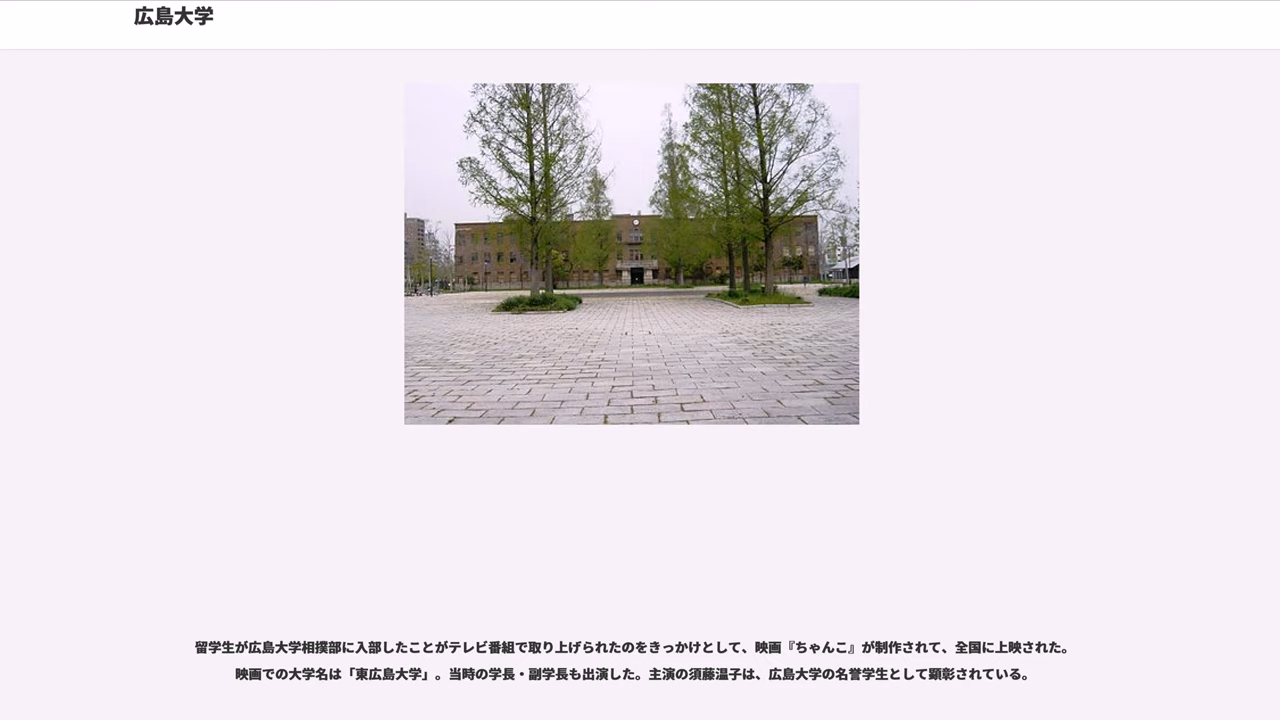 広島大学
留学生が広島大学相撲部に入部したことがテレビ番組で取り上げられたのをきっかけとして、映画『ちゃんこ』が制作されて、全国に上映された。
映画での大学名は「東広島大学」。当時の学長・副学長も出演した。主演の須藤温子は、広島大学の名誉学生として顕彰されている。